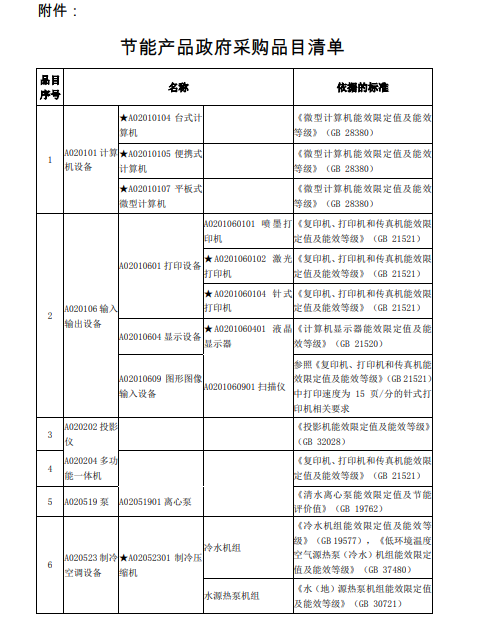 附件：
节能产品政府采购品目清单
品目
序号
名称
依据的标准
1
A020101 计算
机设备
★A02010104 台式计
算机
《微型计算机能效限定值及能效
等级》（GB 28380）
★A02010105 便携式
计算机
《微型计算机能效限定值及能效
等级》（GB 28380）
★A02010107 平板式
微型计算机
《微型计算机能效限定值及能效
等级》（GB 28380）
2
A020106 输入
输出设备
A02010601 打印设备
A0201060101 喷墨打
印机
《复印机、打印机和传真机能效限
定值及能效等级》（GB 21521）
★A0201060102 激光
打印机
《复印机、打印机和传真机能效限
定值及能效等级》（GB 21521）
★A0201060104 针式
打印机
《复印机、打印机和传真机能效限
定值及能效等级》（GB 21521）
A02010604 显示设备
★A0201060401 液晶
显示器
《计算机显示器能效限定值及能
效等级》（GB 21520）
A02010609 图形图像
输入设备
A0201060901 扫描仪
参照《复印机、打印机和传真机能
效限定值及能效等级》（GB 21521）
中打印速度为 15 页/分的针式打
印机相关要求
3
A020202 投影
仪
《投影机能效限定值及能效等级》
（GB 32028）
4
A020204 多功
能一体机
《复印机、打印机和传真机能效限
定值及能效等级》（GB 21521）
5
A020519 泵
A02051901 离心泵
《清水离心泵能效限定值及节能
评价值》（GB 19762）
6
A020523 制冷
空调设备
★A02052301 制冷压
缩机
冷水机组
《冷水机组能效限定值及能效等
级》（GB 19577），《低环境温度
空气源热泵（冷水）机组能效限定
值及能效等级》（GB 37480）
水源热泵机组
《水（地）源热泵机组能效限定值
及能效等级》（GB 30721）